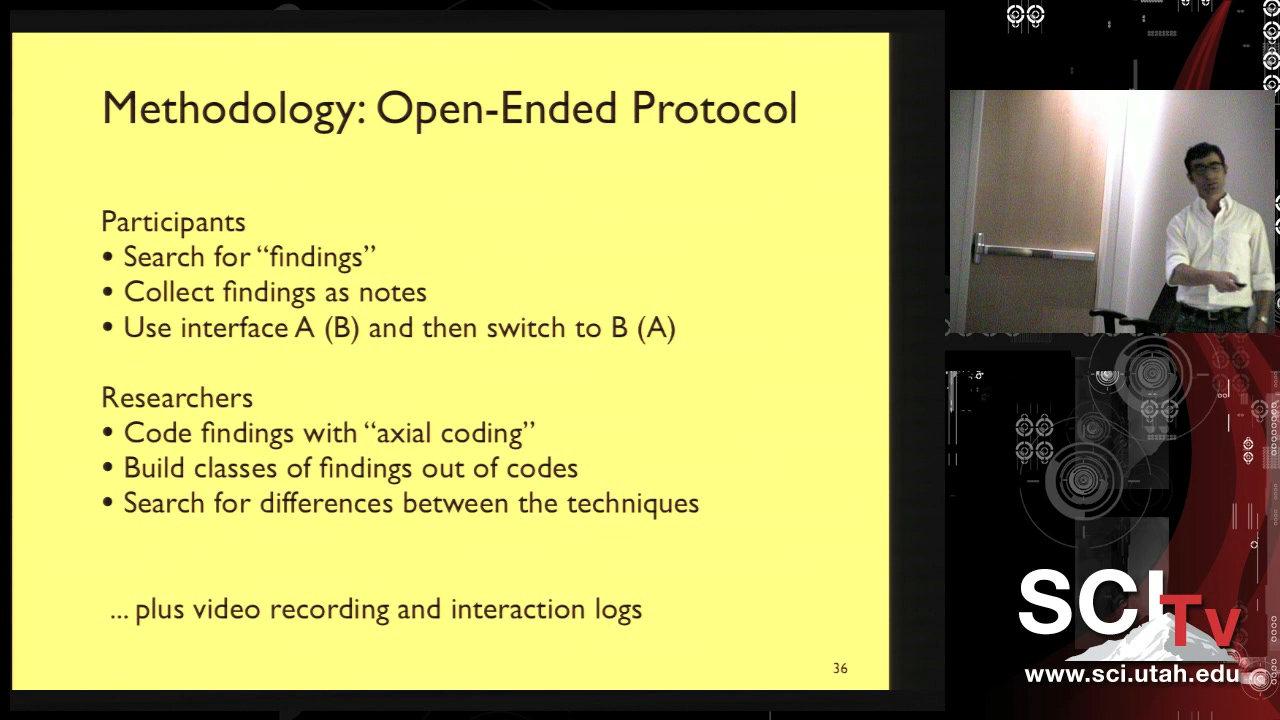 Methodology: Open-Ended Protocol
Participants
• Search for “findings”
• Collect findings as notes
• Use interface A (B) and then switch to B (A)
Researchers
• Code findings with “axial coding”
• Build classes of findings out of codes
• Search for differences between the techniques
... plus video recording and interaction logs
36
SCI Tv
www.sci.utah.edu